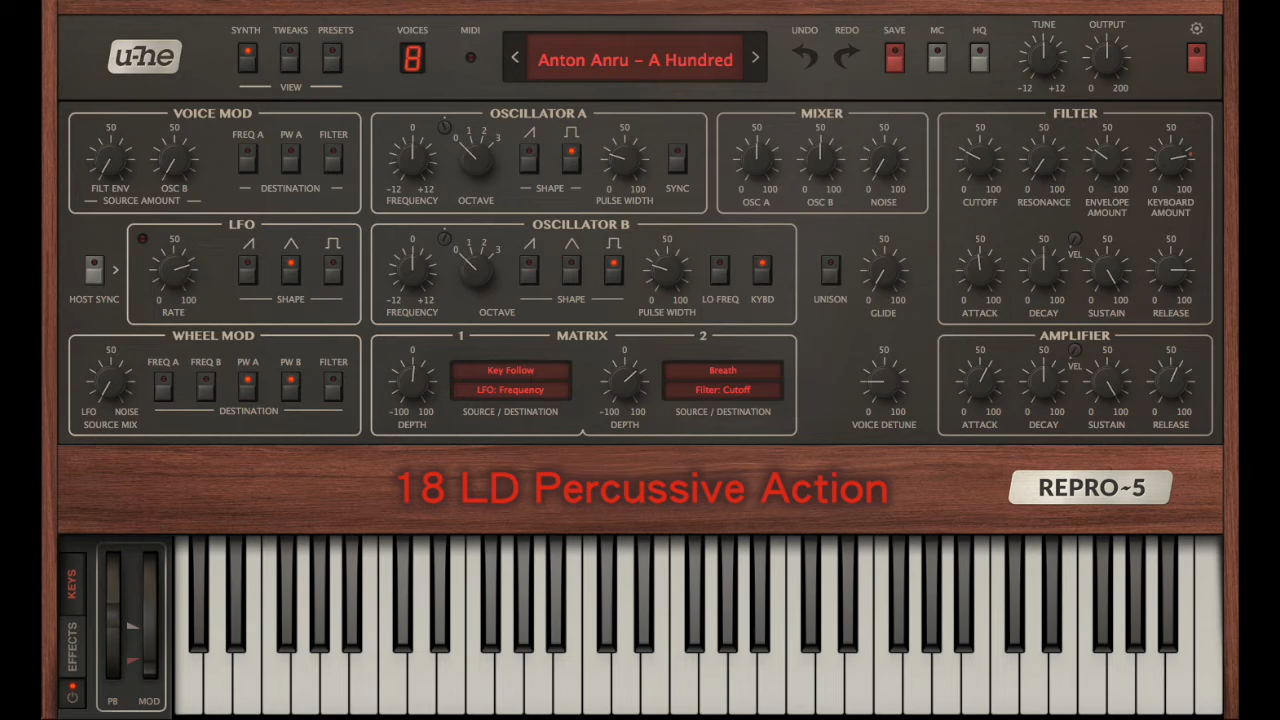 SYNTH TWEAKS PRESETS VOICES MIDI UNDO REDO SAVE MC HQ TUNE OUTPUT
u-he 8 < Anton Anru – A Hundred >
VIEW -12 +12 0 200
VOICE MOD
50 50 FREQ A PW A FILTER
FILT ENV OSC B DESTINATION
SOURCE AMOUNT
OSCILLATOR A
0 0 1 2 3 50
-12 +12 0 100
FREQUENCY OCTAVE SHAPE PULSE WIDTH SYNC
MIXER
50 50 50
0 100 0 100 0 100
OSC A OSC B NOISE
FILTER
50 50 50 50
0 100 0 100 0 100 0 100
CUTOFF RESONANCE ENVELOPE AMOUNT KEYBOARD AMOUNT
50 50 VEL 50 50
0 100 0 100 0 100 0 100
ATTACK DECAY SUSTAIN RELEASE
HOST SYNC >
LFO
50
0 100
RATE SHAPE
OSCILLATOR B
0 0 1 2 3 50
-12 +12 0 100
FREQUENCY OCTAVE SHAPE PULSE WIDTH LO FREQ KYBD
UNISON
50
0 100
GLIDE
WHEEL MOD
50 FREQ A FREQ B PW A PW B FILTER
LFO NOISE DESTINATION
SOURCE MIX
1 MATRIX 2
0 Key Follow 0 Breath
LFO: Frequency Filter: Cutoff
-100 100 SOURCE / DESTINATION -100 100 SOURCE / DESTINATION
DEPTH DEPTH
50
0 100
VOICE DETUNE
AMPLIFIER
50 50 VEL 50 50
0 100 0 100 0 100 0 100
ATTACK DECAY SUSTAIN RELEASE
18 LD Percussive Action
REPRO~5
KEYS
EFFECTS
PB MOD